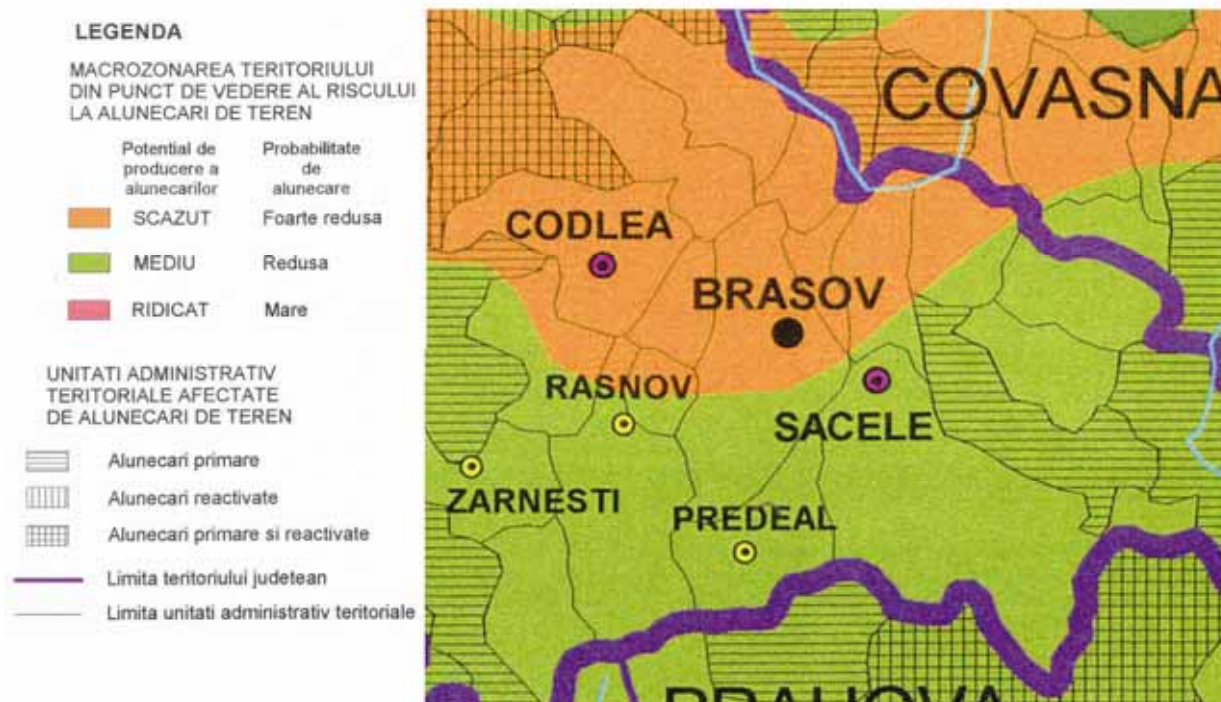 LEGENDA
MACROZONAREA TERITORIULUI
DIN PUNCT DE VEDERE AL RISCULUI
LA ALUNECARI DE TEREN
Potential de
producere a
alunecarilor
Probabilitate
de
alunecare
SCAZUT Foarte redusa
MEDIU Redusa
RIDICAT Mare
UNITATI ADMINISTRATIV
TERITORIALE AFECTATE
DE ALUNECARI DE TEREN
Alunecari primare
Alunecari reactivate
Alunecari primare si reactivate
Limita teritoriului judetean
Limita unitati administrativ teritoriale
COVASNA
CODLEA
BRASOV
RASNOV
SACELE
ZARNESTI
PREDEAL
PRAHOVA